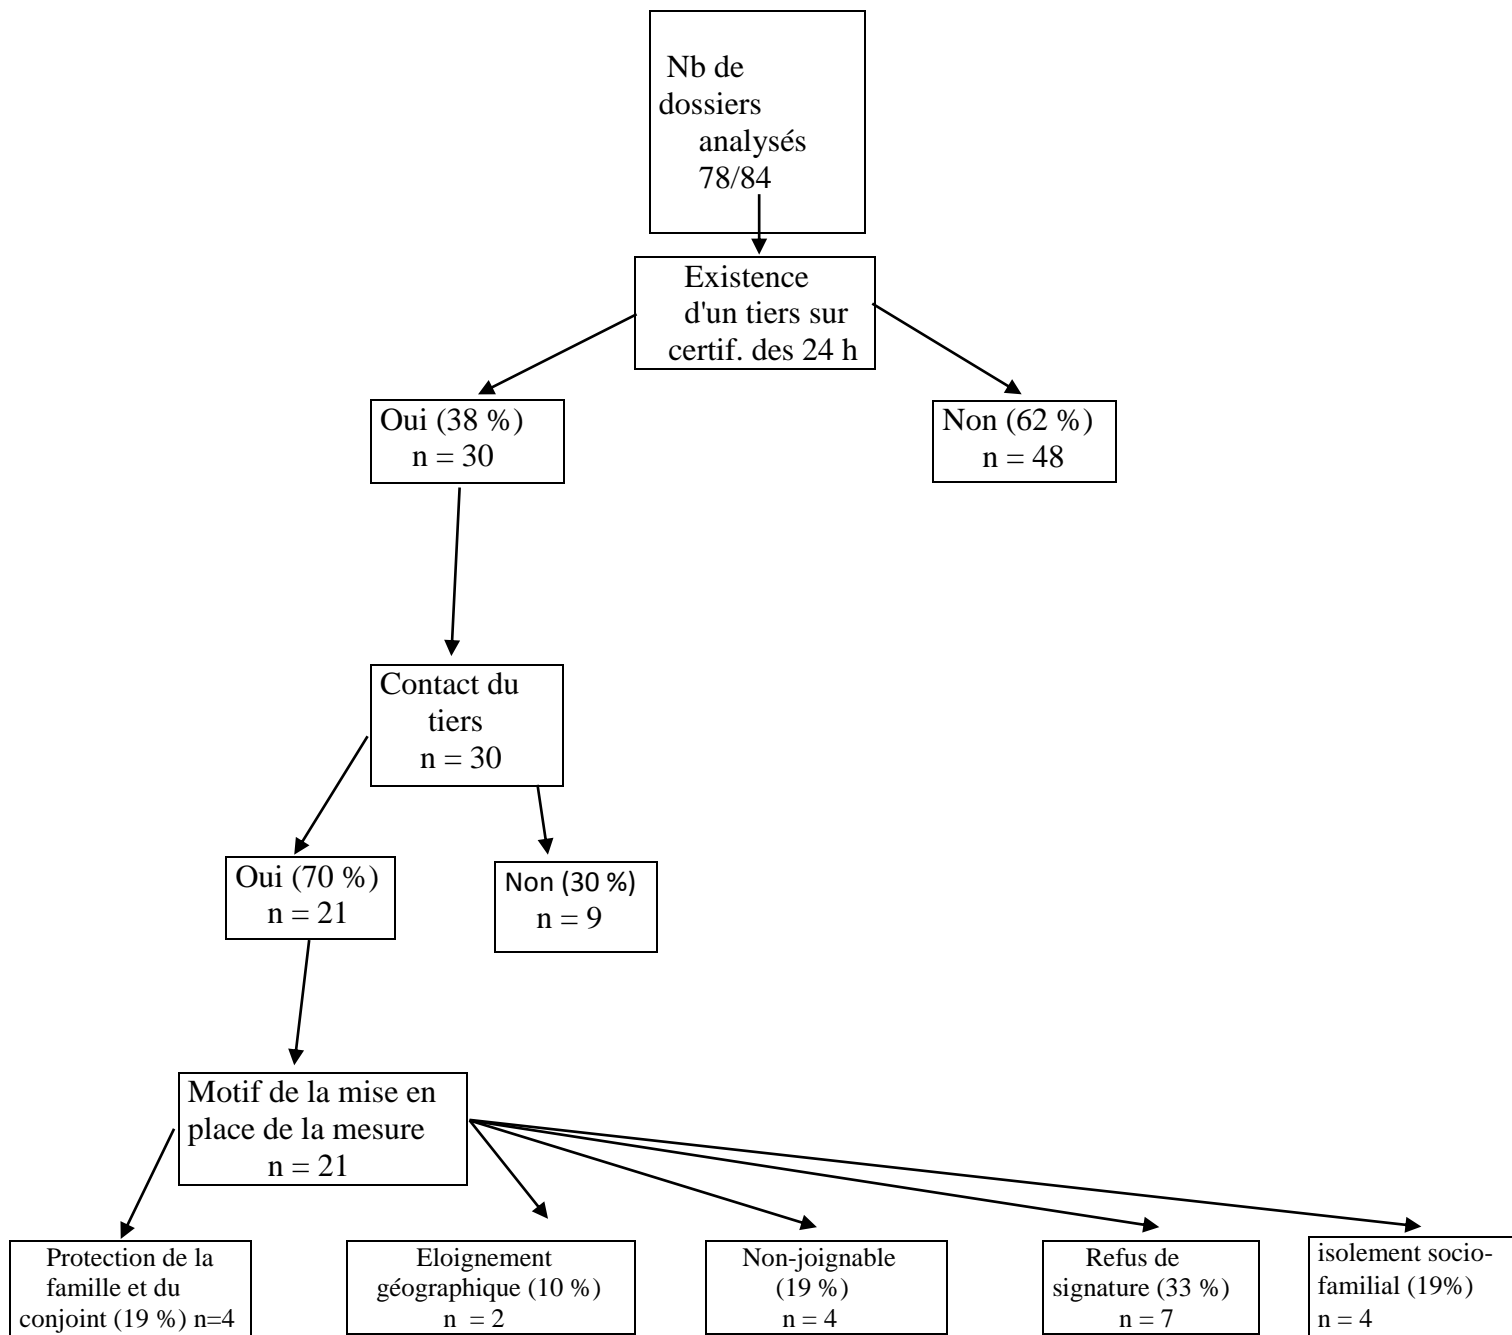 Nb de
dossiers
analysés
78/84
Existence
d'un tiers sur
certif. des 24 h
Oui (38 %)
n = 30
Non (62 %)
n = 48
Contact du
tiers
n = 30
Oui (70 %)
n = 21
Non (30 %)
n = 9
Motif de la mise en
place de la mesure
n = 21
Protection de la
famille et du
conjoint (19 %) n=4
Eloignement
géographique (10 %)
n = 2
Non-joignable
(19 %)
n = 4
Refus de
signature (33 %)
n = 7
isolement socio-
familial (19%)
n = 4